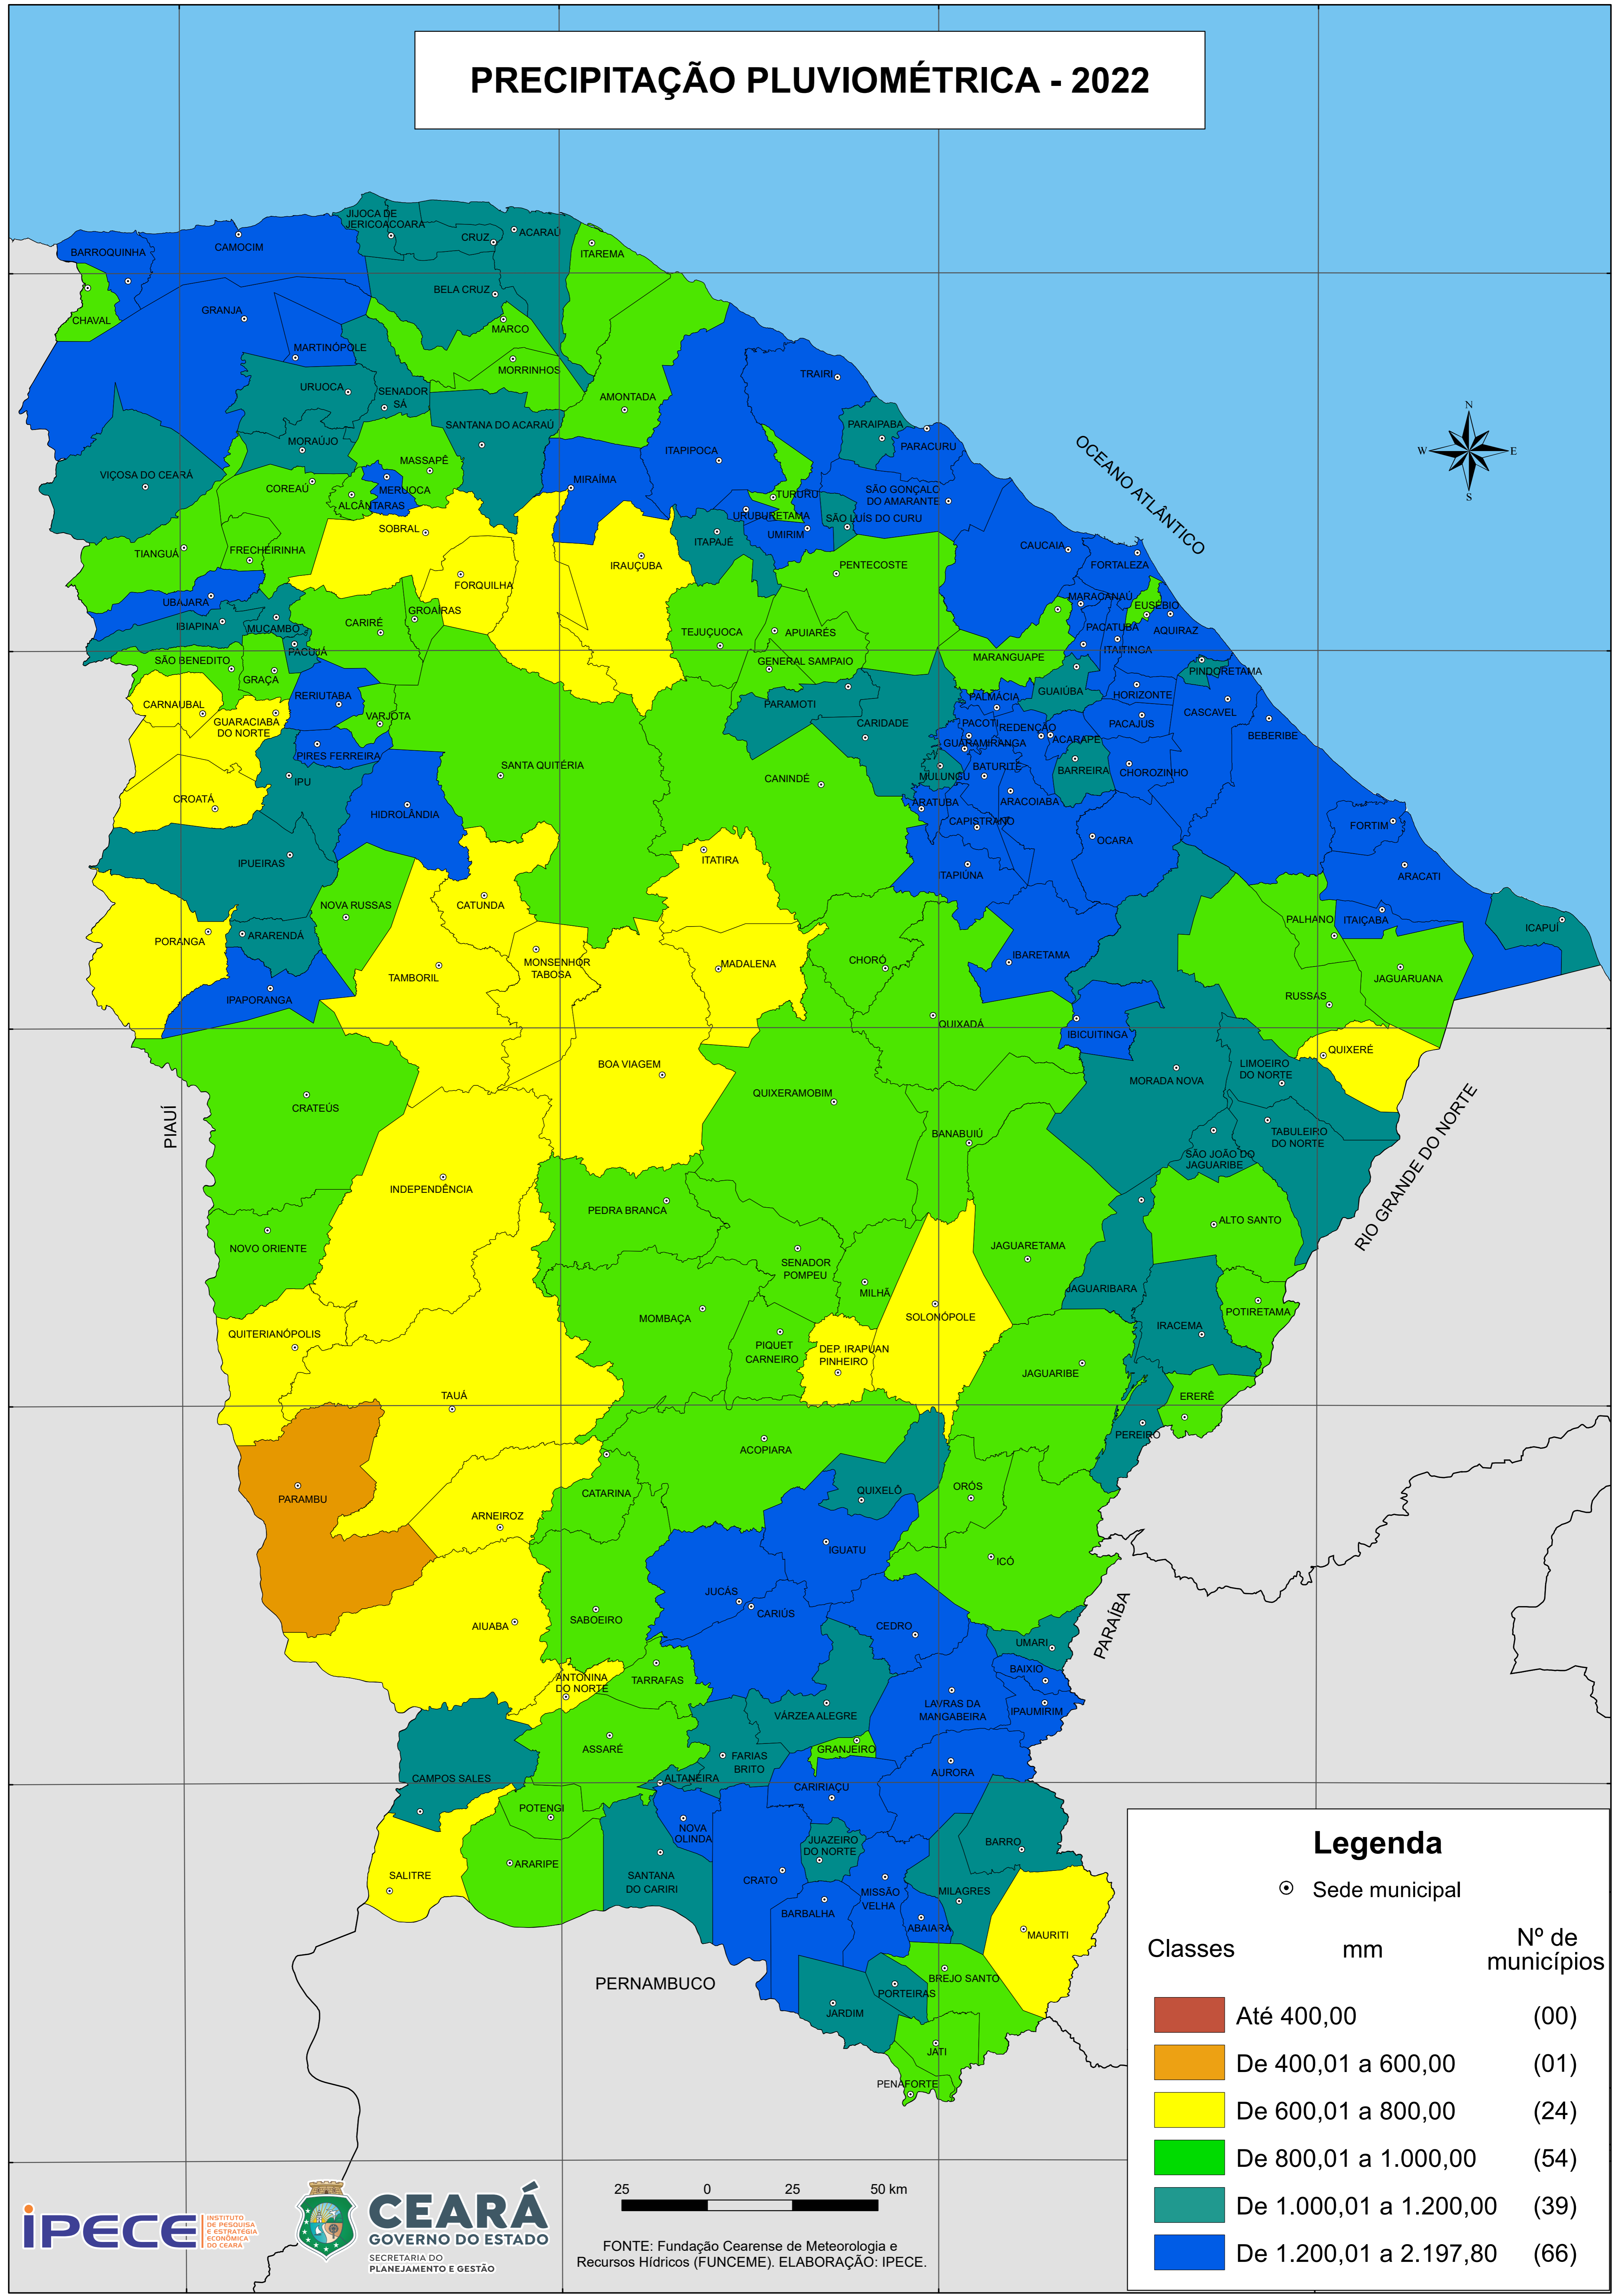 PRECIPITAÇÃO PLUVIOMÉTRICA - 2022
JIJOCA DE
JERICOACOARA
CRUZ
ACARAÚ
ITAREMA
BARROQUINHA
CAMOCIM
CHAVAL
GRANJA
BELA CRUZ
MARCO
MARTINÓPOLE
MORRINHOS
URUOCA
SENADOR
SÁ
AMONTADA
TRAIRI
SANTANA DO ACARAÚ
PARAIPABA
PARACURU
MORAÚJO
ITAPIPOCA
VIÇOSA DO CEARÁ
MASSAPÊ
MIRAÍMA
COREAÚ
MERUOCA
ALCÂNTARAS
TURURU
SÃO GONÇALO
DO AMARANTE
URUBURETAMA
SÃO LUÍS DO CURU
SOBRAL
UMIRIM
ITAPAJÉ
TIANGUÁ
FRECHEIRINHA
IRAUÇUBA
PENTECOSTE
CAUCAIA
FORTALEZA
OCEANO ATLÂNTICO
N
W
E
S
FORQUILHA
UBAJARA
MARACANAÚ
EUSÉBIO
GROAÍRAS
IBIAPINA
MUCAMBO
CARIRÉ
TEJUÇUOCA
APUIARÉS
PACATUBA
AQUIRAZ
PACUJÁ
ITAITINGA
SÃO BENEDITO
GENERAL SAMPAIO
MARANGUAPE
PINDORETAMA
GRAÇA
RERIUTABA
PALMÁCIA
GUAIÚBA
HORIZONTE
CARNAUBAL
GUARACIABA
DO NORTE
VARJOTA
PARAMOTI
CARIDADE
PACOTI
REDENÇÃO
PACAJUS
CASCAVEL
BEBERIBE
GUARAMIRANGA
ACARAPE
PIRES FERREIRA
SANTA QUITÉRIA
CANINDÉ
MULUNGU
BATURITÉ
BARREIRA
CHOROZINHO
IPU
CROATÁ
HIDROLÂNDIA
ARATUBA
ARACOIABA
CAPISTRANO
OCARA
FORTIM
IPUEIRAS
ITATIRA
ITAPIÚNA
ARACATI
NOVA RUSSAS
CATUNDA
PALHANO
ITAIÇABA
ICAPUÍ
PORANGA
ARARENDÁ
MONSENHOR
TABOSA
MADALENA
CHORÓ
IBARETAMA
TAMBORIL
JAGUARUANA
IPAPORANGA
RUSSAS
QUIXADÁ
IBICUITINGA
QUIXERÉ
BOA VIAGEM
LIMOEIRO
DO NORTE
MORADA NOVA
PIAUÍ
CRATEÚS
QUIXERAMOBIM
BANABUIÚ
TABULEIRO
DO NORTE
SÃO JOÃO DO
JAGUARIBE
RIO GRANDE DO NORTE
INDEPENDÊNCIA
PEDRA BRANCA
ALTO SANTO
NOVO ORIENTE
JAGUARETAMA
SENADOR
POMPEU
MILHÃ
JAGUARIBARA
POTIRETAMA
MOMBAÇA
SOLONÓPOLE
IRACEMA
QUITERIANÓPOLIS
PIQUET
CARNEIRO
DEP. IRAPUAN
PINHEIRO
JAGUARIBE
TAUÁ
ERERÊ
PEREIRO
ACOPIARA
PARAMBU
CATARINA
QUIXELÔ
ORÓS
ARNEIROZ
IGUATU
ICÓ
JUCÁS
CARIÚS
PARAÍBA
SABOEIRO
AIUABA
CEDRO
UMARI
ANTONINA
DO NORTE
TARRAFAS
BAIXIO
LAVRAS DA
MANGABEIRA
IPAUMIRIM
VÁRZEA ALEGRE
ASSARÉ
GRANJEIRO
FARIAS
BRITO
AURORA
CAMPOS SALES
ALTANEIRA
CARIRIAÇU
POTENGI
NOVA
OLINDA
JUAZEIRO
DO NORTE
BARRO
SALITRE
ARARIPE
SANTANA
DO CARIRI
CRATO
MISSÃO
VELHA
MILAGRES
BARBALHA
ABAIARA
MAURITI
PERNAMBUCO
BREJO SANTO
PORTEIRAS
JARDIM
JATI
PENAFORTE
Legenda
Sede municipal
Classes mm Nº de
municípios
Até 400,00 (00)
De 400,01 a 600,00 (01)
De 600,01 a 800,00 (24)
De 800,01 a 1.000,00 (54)
De 1.000,01 a 1.200,00 (39)
De 1.200,01 a 2.197,80 (66)
25 0 25 50 km
FONTE: Fundação Cearense de Meteorologia e
Recursos Hídricos (FUNCEME). ELABORAÇÃO: IPECE.
iPECE
INSTITUTO
DE PESQUISA
E ESTRATÉGIA
ECONÔMICA
DO CEARÁ
CEARÁ
GOVERNO DO ESTADO
SECRETARIA DO
PLANEJAMENTO E GESTÃO